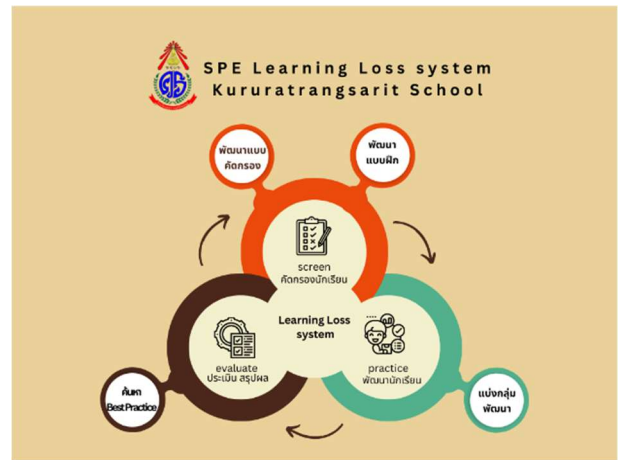 SPE Learning Loss system
Kururatrangsarit School
พัฒนาแบบ
คัดกรอง
พัฒนา
แบบฝึก
screen
คัดกรองนักเรียน
Learning Loss
system
evaluate
ประเมิน สรุปผล
practice
พัฒนานักเรียน
ค้นหา
Best Practice
แบ่งกลุ่ม
พัฒนา